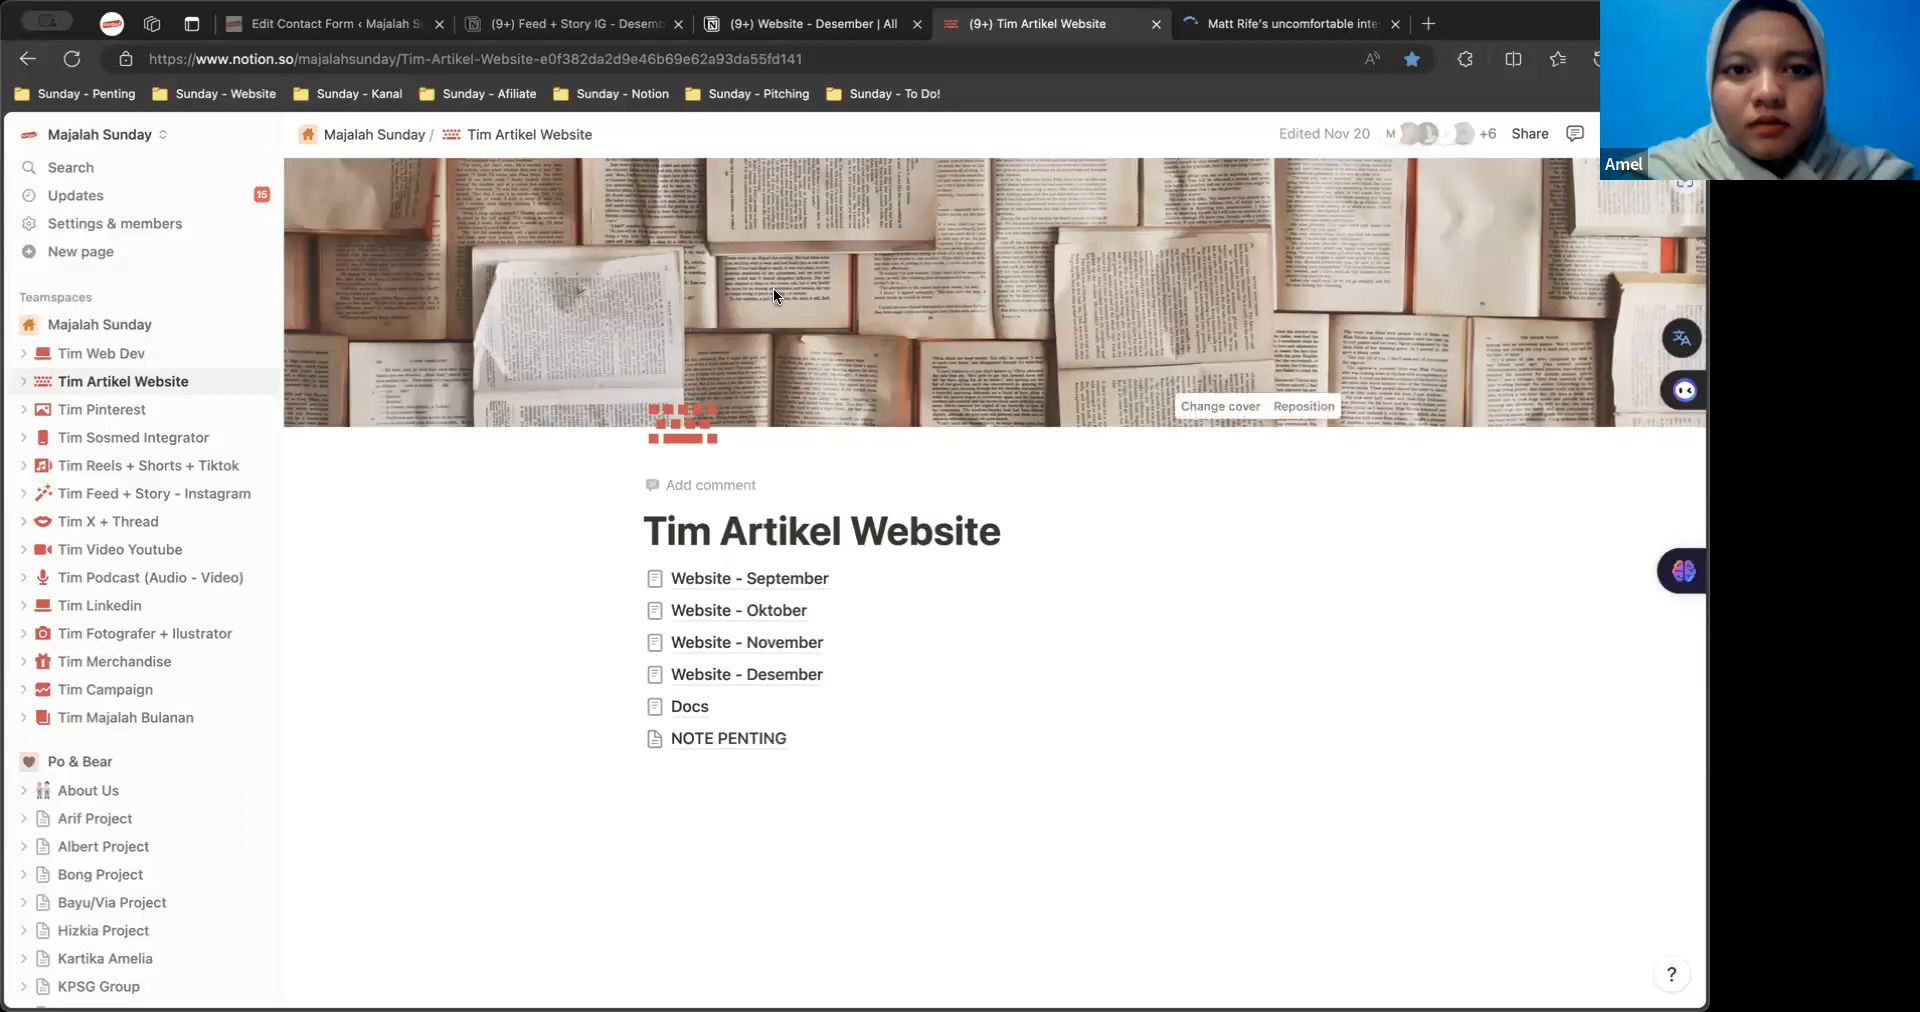 Edit Contact Form ‹ Majalah S
(9+) Feed + Story IG - Desemb
(9+) Website - Desember | All
(9+) Tim Artikel Website
Matt Rife's uncomfortable inte
https://www.notion.so/majalahsunday/Tim-Artikel-Website-e0f382da2d9e46b69e62a93da55fd141
Sunday - Penting
Sunday - Website
Sunday - Kanal
Sunday - Afiliate
Sunday - Notion
Sunday - Pitching
Sunday - To Do!
Majalah Sunday
Majalah Sunday / Tim Artikel Website
Edited Nov 20
M
+6
Share
Amel
Search
Updates
15
Settings & members
New page
Teamspaces
Majalah Sunday
Tim Web Dev
Tim Artikel Website
Tim Pinterest
Tim Sosmed Integrator
Tim Reels + Shorts + Tiktok
Tim Feed + Story - Instagram
Tim X + Thread
Tim Video Youtube
Tim Podcast (Audio - Video)
Tim Linkedin
Tim Fotografer + Ilustrator
Tim Merchandise
Tim Campaign
Tim Majalah Bulanan
Po & Bear
About Us
Arif Project
Albert Project
Bong Project
Bayu/Via Project
Hizkia Project
Kartika Amelia
KPSG Group
Change cover
Reposition
Add comment
Tim Artikel Website
Website - September
Website - Oktober
Website - November
Website - Desember
Docs
NOTE PENTING
?